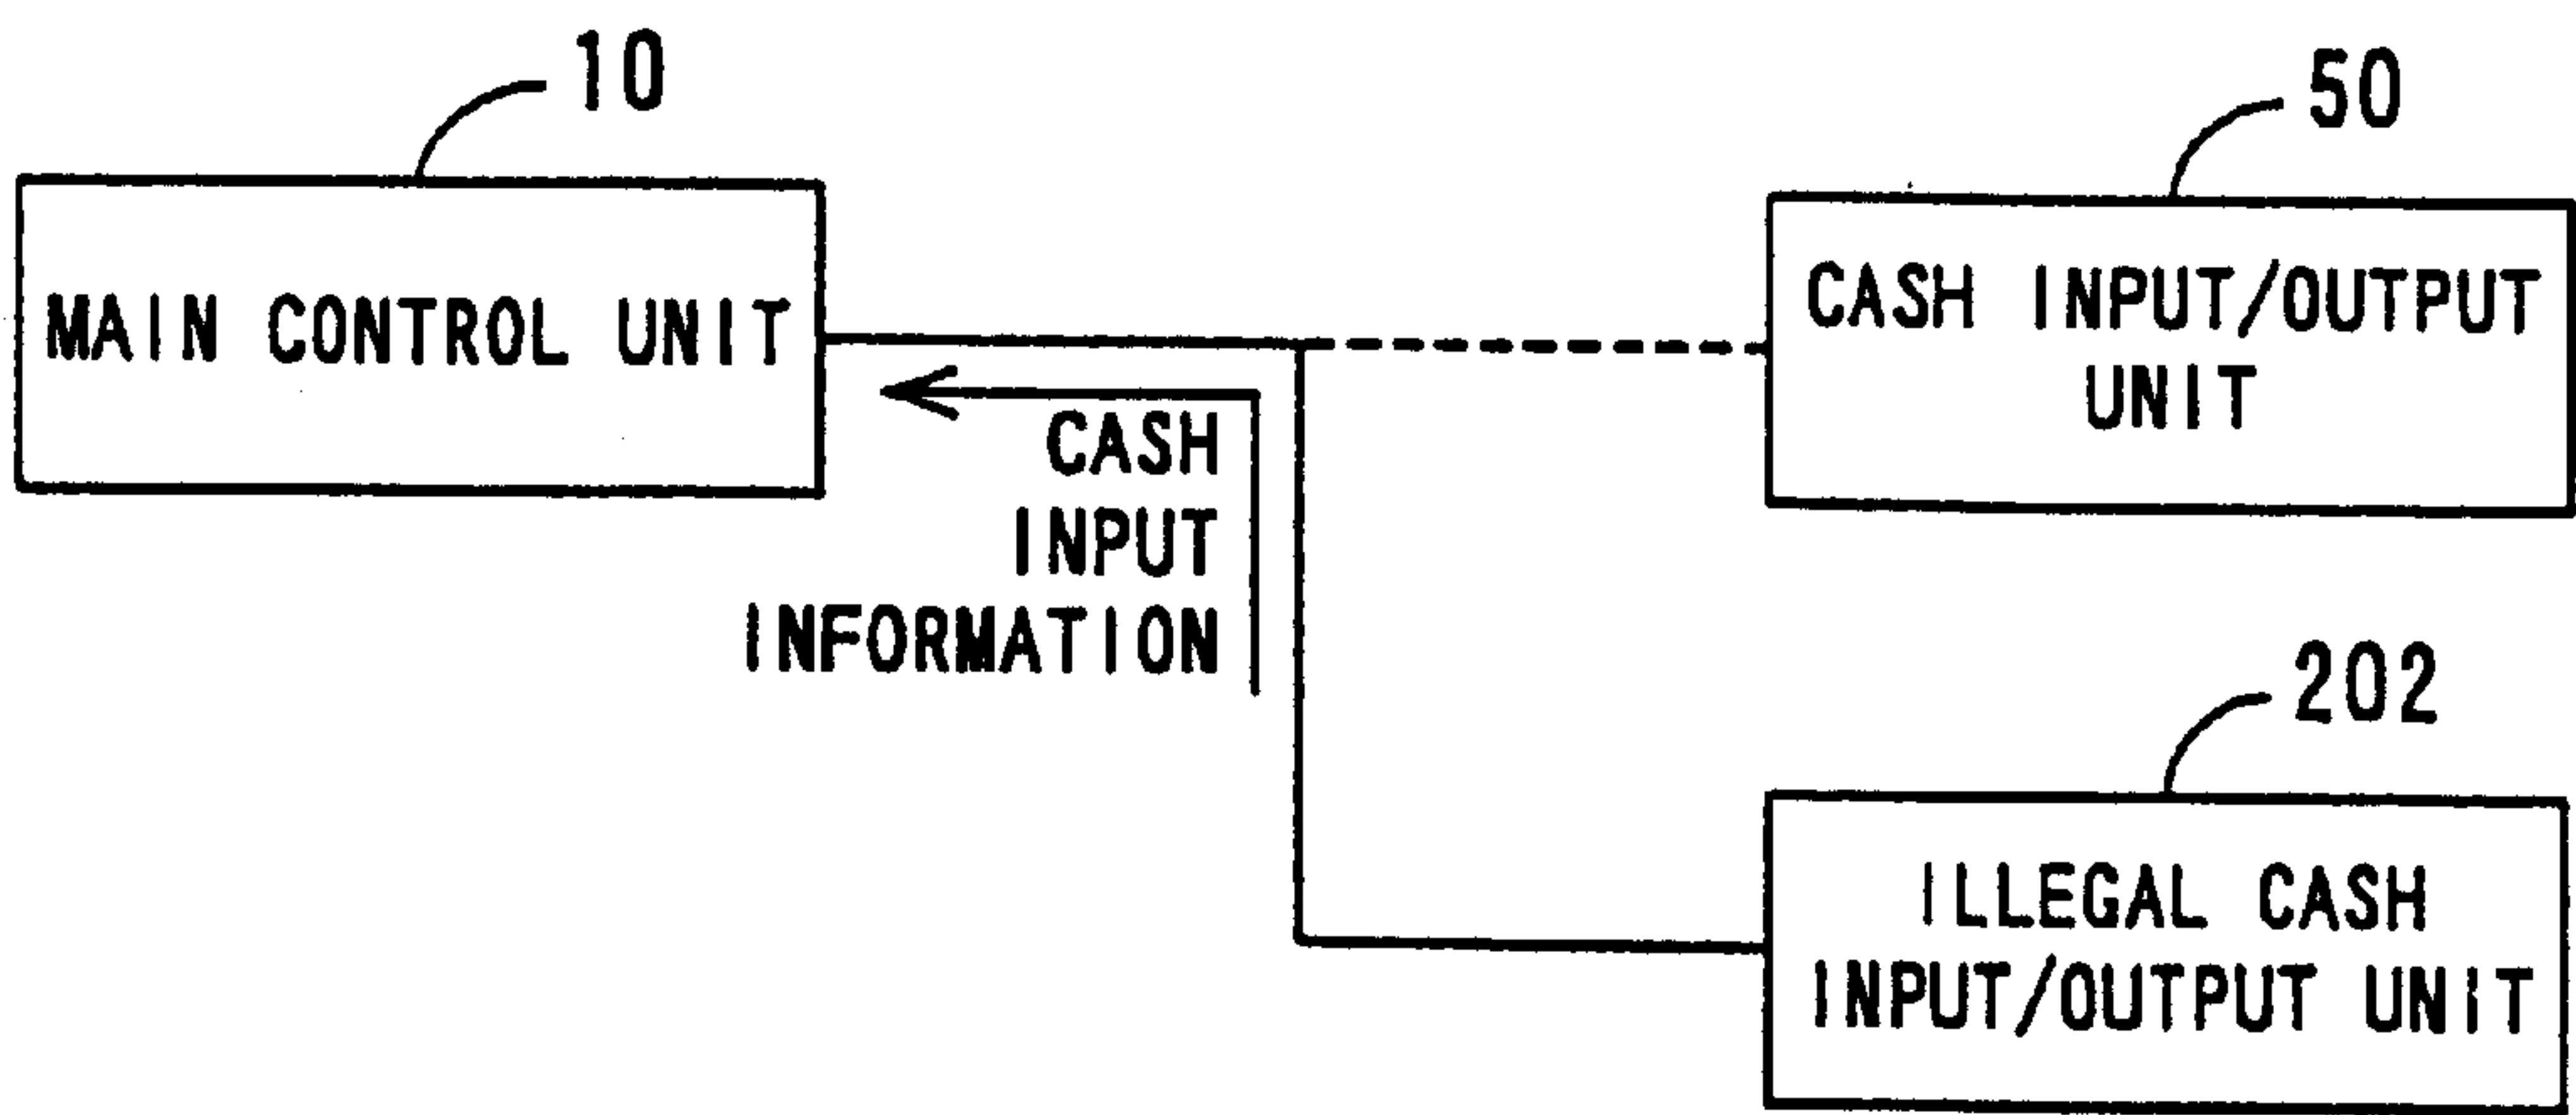 10
50
MAIN CONTROL UNIT
CASH INPUT/OUTPUT
UNIT
CASH
INPUT
INFORMATION
202
ILLEGAL CASH
INPUT/OUTPUT UNIT